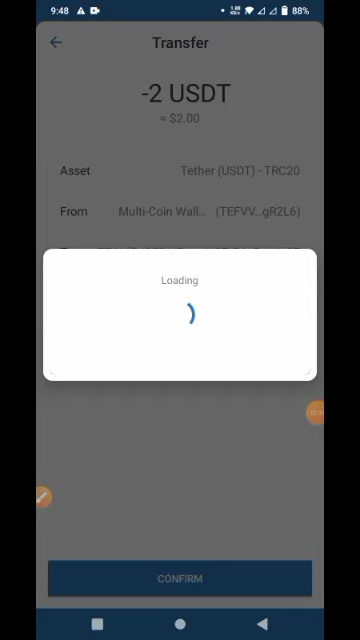 9:48
88%
Transfer
-2 USDT
≈ $2.00
Asset
Tether (USDT) - TRC20
From
Multi-Coin Wall... (TEFVV...gR2L6)
Loading
CONFIRM